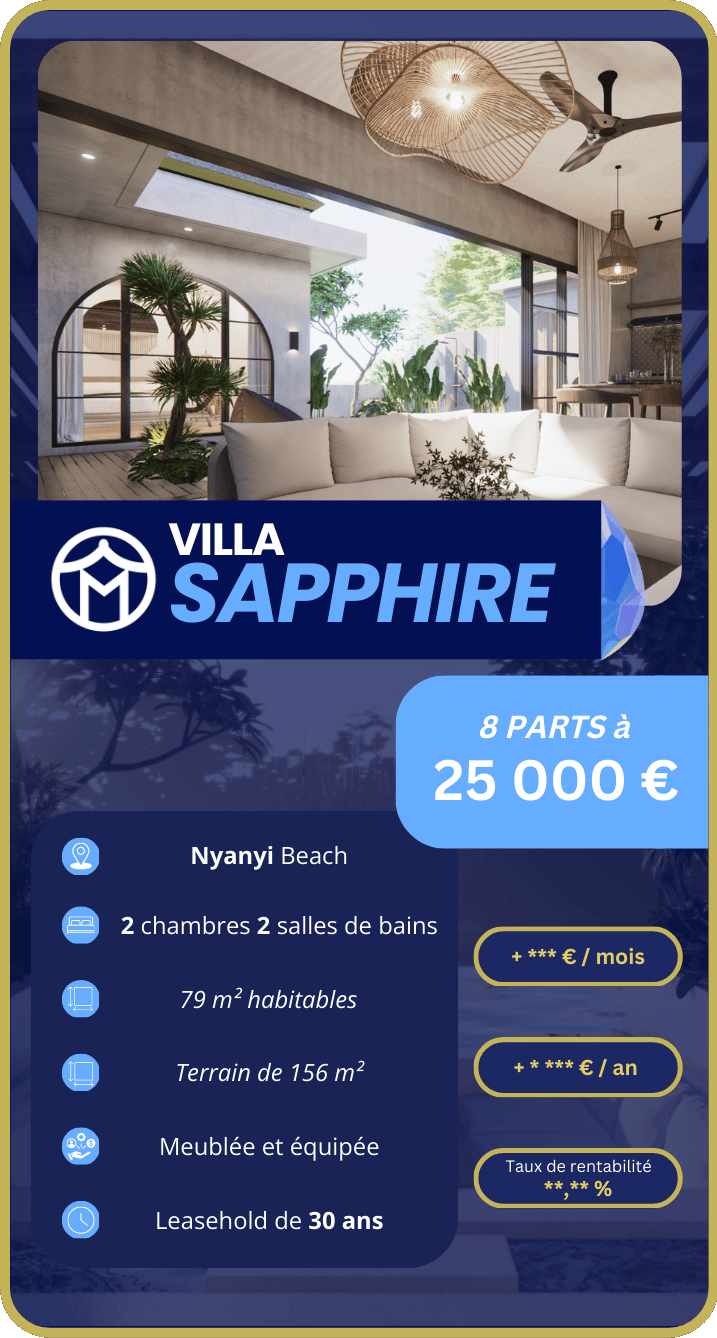 VILLA
SAPPHIRE
8 PARTS à
25 000 €
Nyanyi Beach
2 chambres 2 salles de bains
79 m² habitables
Terrain de 156 m²
Meublée et équipée
Leasehold de 30 ans
+ *** € / mois
+ * *** € / an
Taux de rentabilité
**,** %